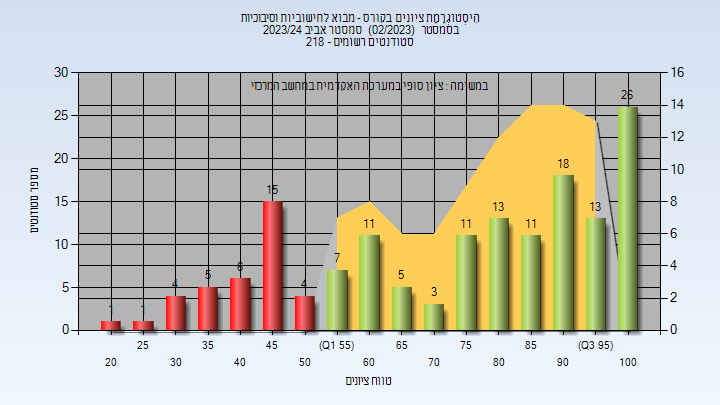 היסטוגרמת ציונים בקורס - מבוא לחישוביות וסיבוכיות
בסמסטר (02/2023) סמסטר אביב 2023/24
סטודנטים רשומים - 218
במשימה : ציון סופי במערכת האקדמית במחשב המרכזי
מספר סטודנטים
30 25 20 15 10 5 0
16 14 12 10 8 6 4 2 0
1 1 4 5 6 15 4 7 11 5 3 11 13 11 18 13 26
25 35 45 (Q1 55) 65 75 85 (Q3 95)
20 30 40 50 60 70 80 90 100
טווח ציונים